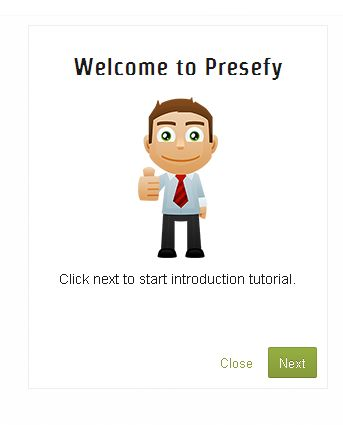 Welcome to Presefy
Click next to start introduction tutorial.
Close Next